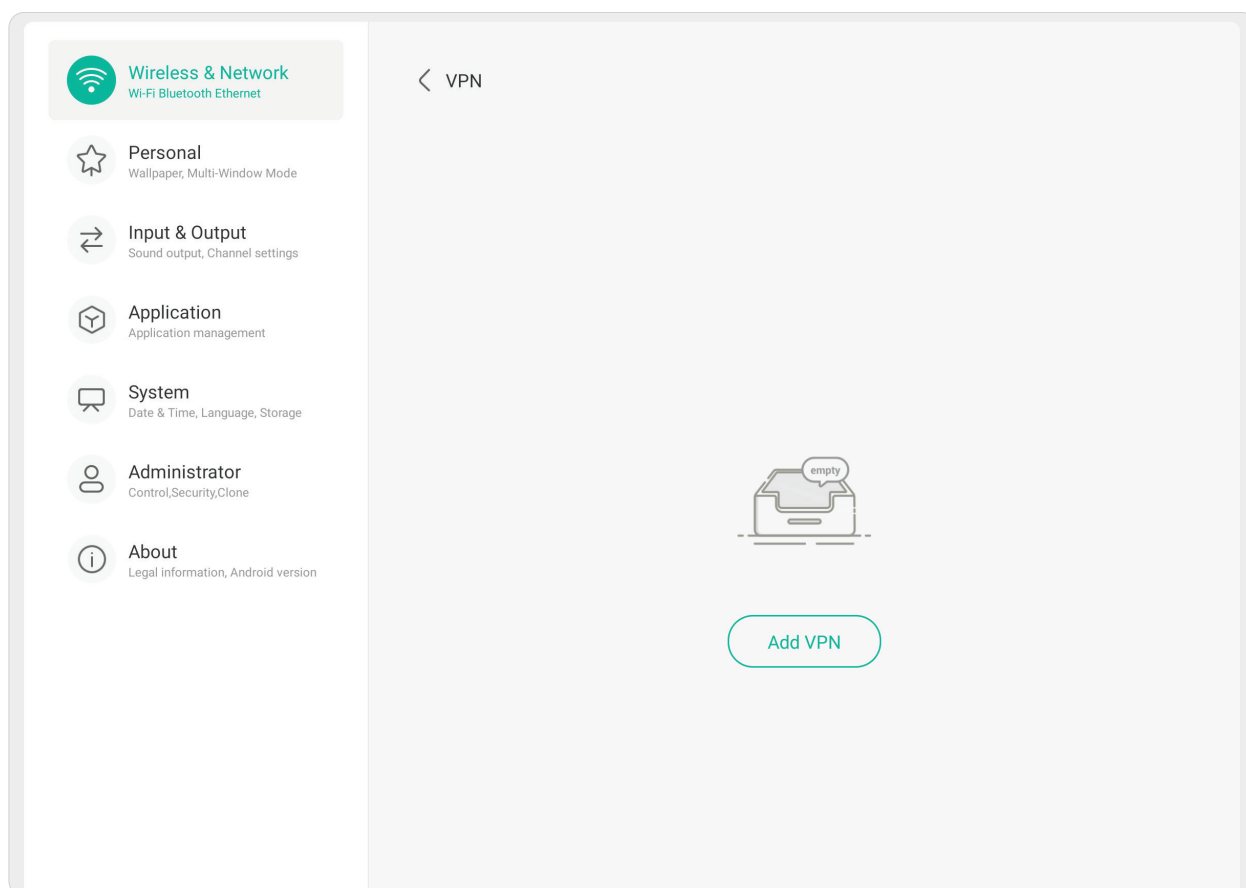 Wireless & Network
Wi-Fi Bluetooth Ethernet
Personal
Wallpaper, Multi-Window Mode
Input & Output
Sound output, Channel settings
Application
Application management
System
Date & Time, Language, Storage
Administrator
Control,Security,Clone
About
Legal information, Android version
VPN
empty
Add VPN